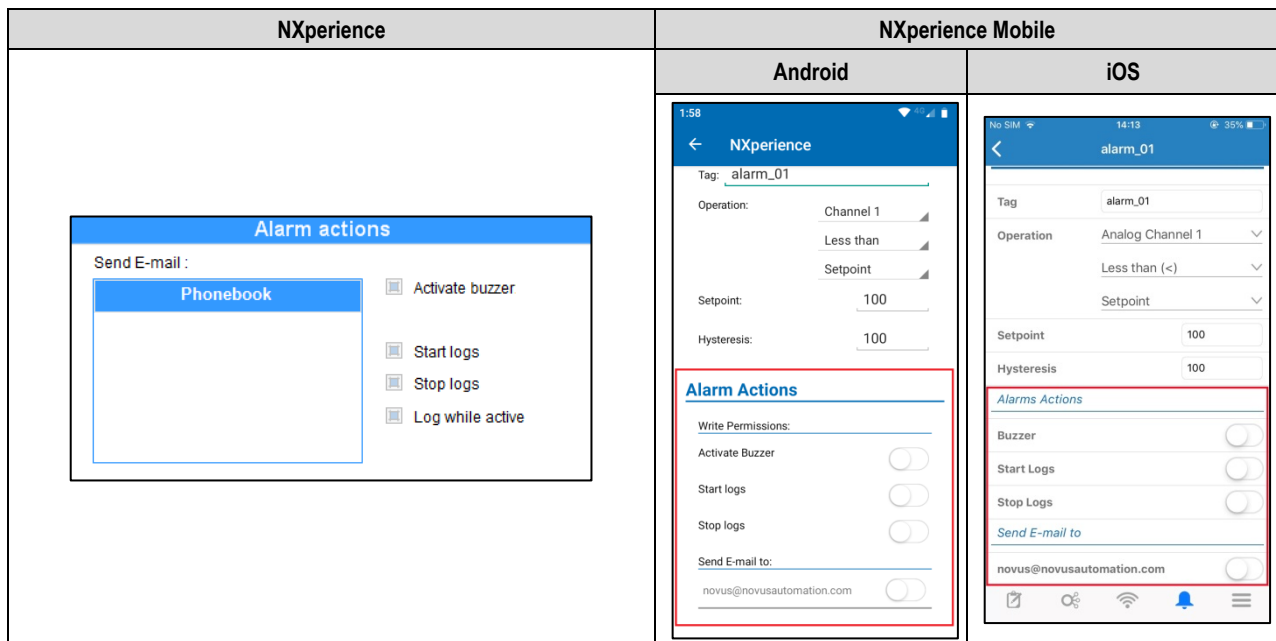 NXperience
NXperience Mobile
Android
iOS
Alarm actions
Send E-mail :
Phonebook
Activate buzzer
Start logs
Stop logs
Log while active
1:58
4G
NXperience
Tag: alarm_01
Operation: Channel 1
Less than
Setpoint
Setpoint: 100
Hysteresis: 100
Alarm Actions
Write Permissions:
Activate Buzzer
Start logs
Stop logs
Send E-mail to:
novus@novusautomation.com
No SIM 14:13 35%
alarm_01
Tag alarm_01
Operation Analog Channel 1
Less than (<)
Setpoint
Setpoint 100
Hysteresis 100
Alarms Actions
Buzzer
Start Logs
Stop Logs
Send E-mail to
novus@novusautomation.com